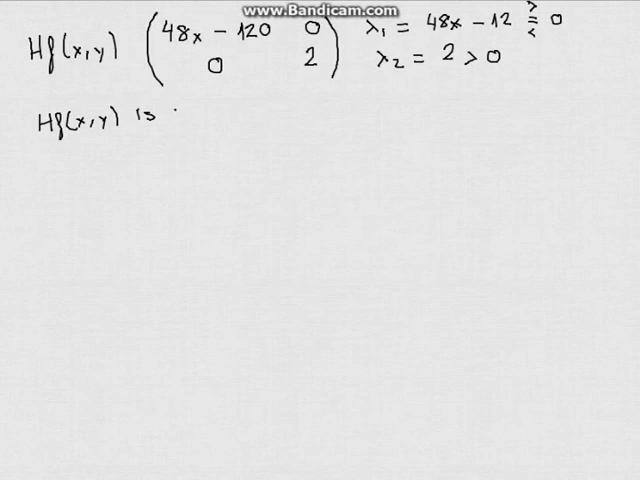 www.Bandicam.com
Hf(x,y) (48x - 120 0 λ₁ = 48x - 12 >=< 0
0 2) λ₂ = 2 > 0
Hf(x,y) is